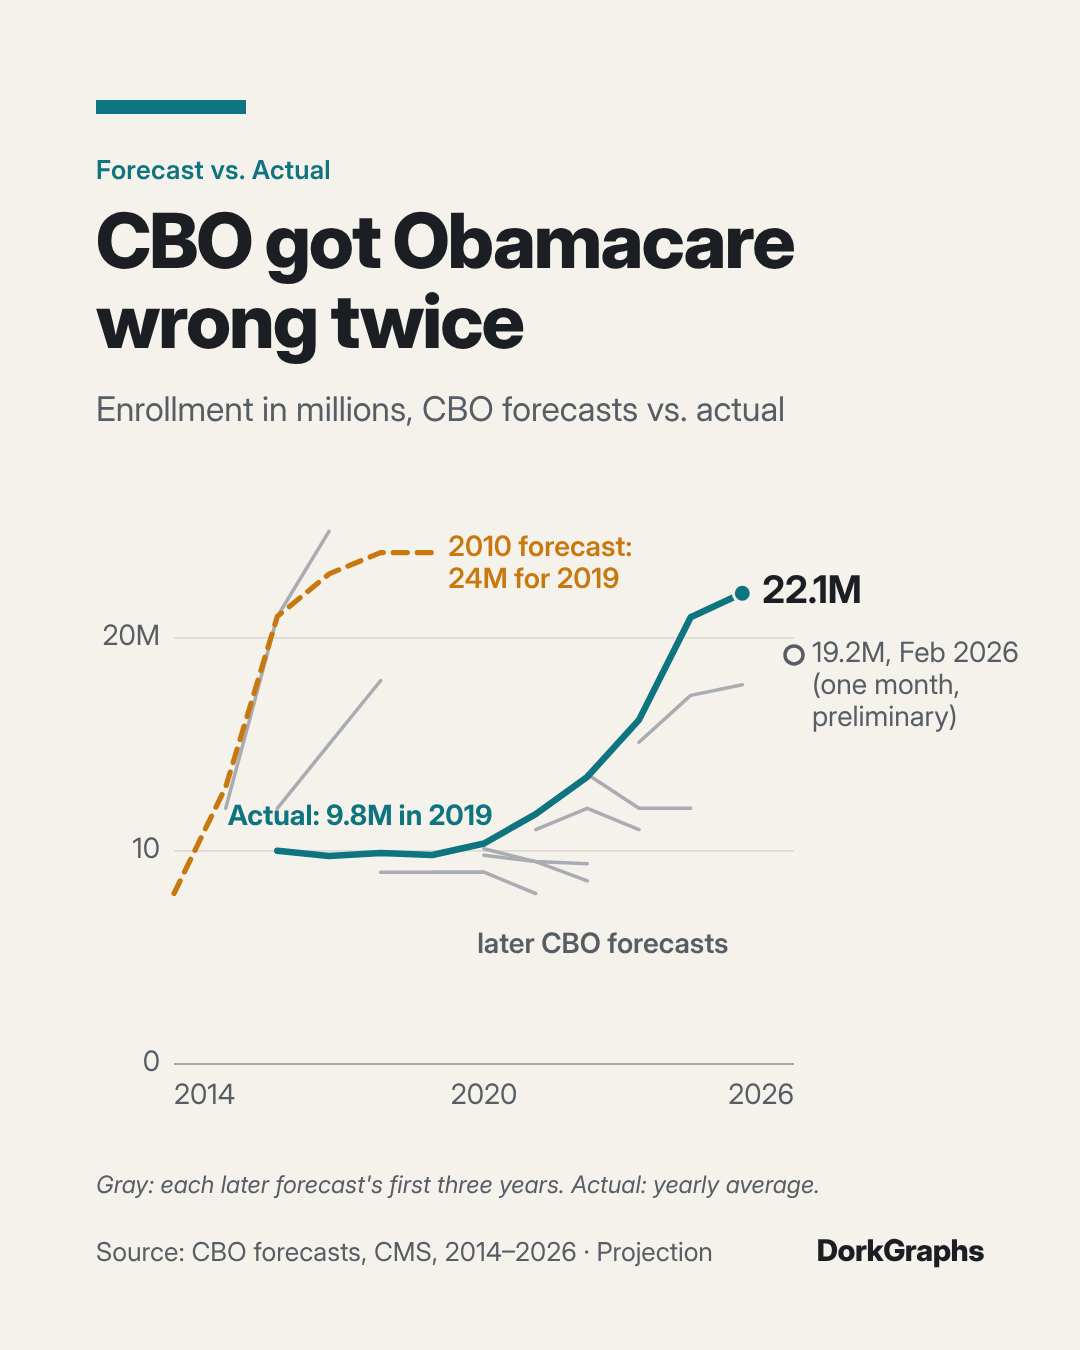 Forecast vs. Actual
CBO got Obamacare
wrong twice
Enrollment in millions, CBO forecasts vs. actual
2010 forecast:
24M for 2019
22.1M
20M
19.2M, Feb 2026
(one month,
preliminary)
Actual: 9.8M in 2019
10
later CBO forecasts
0
2014
2020
2026
Gray: each later forecast's first three years. Actual: yearly average.
Source: CBO forecasts, CMS, 2014–2026 · Projection
DorkGraphs